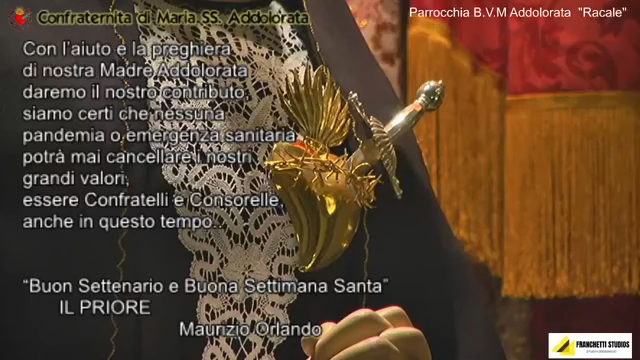 Confraternita di Maria SS. Addolorata
Parrocchia B.V.M Addolorata "Racale"
Con l'aiuto e la preghiera
di nostra Madre Addolorata
daremo il nostro contributo,
siamo certi che nessuna
pandemia o emergenza sanitaria
potrà mai cancellare i nostri
grandi valori,
essere Confratelli e Consorelle
anche in questo tempo..
"Buon Settenario e Buona Settimana Santa"
IL PRIORE
Maurizio Orlando
FRANCHETTI STUDIOS